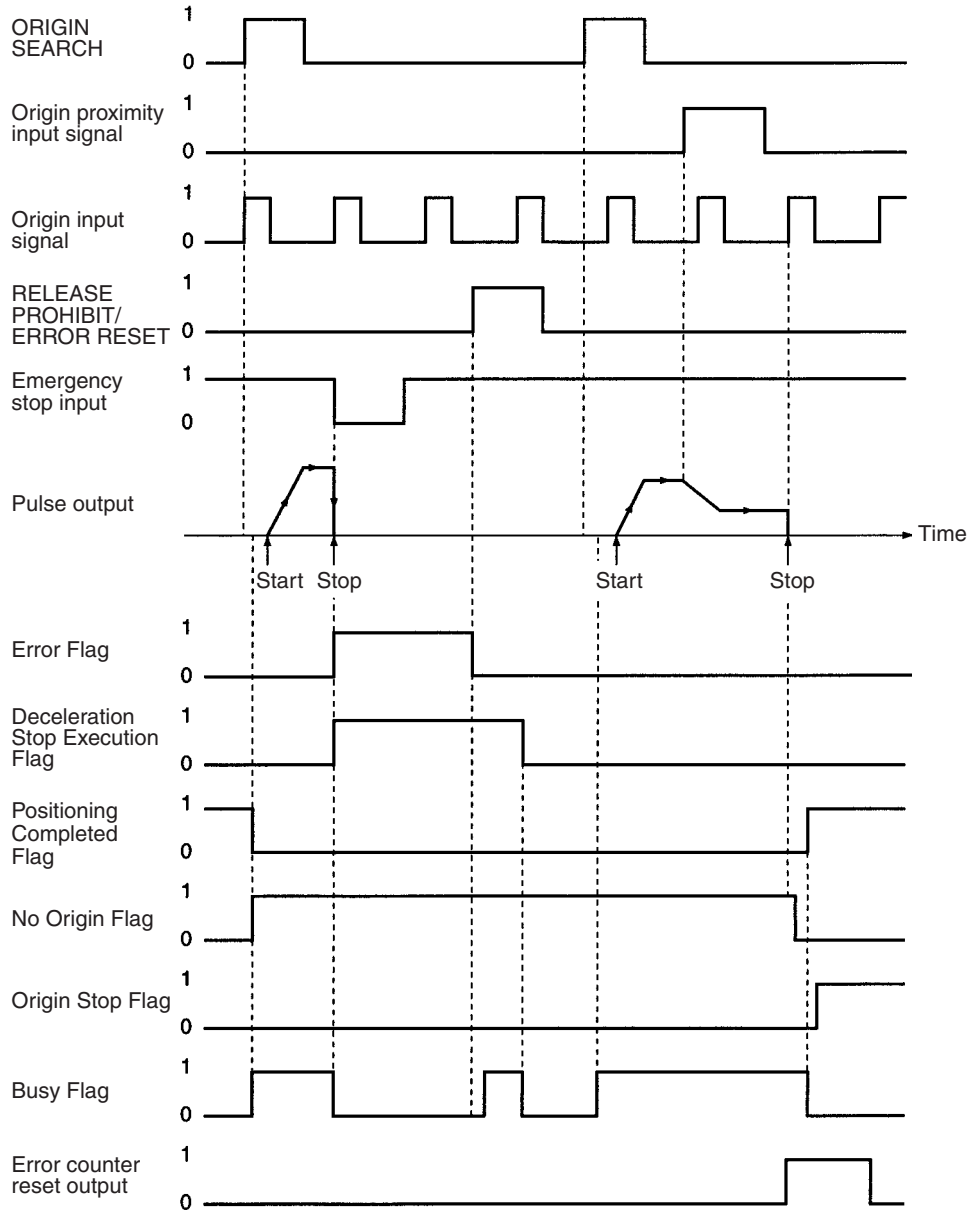 ORIGIN
SEARCH
1
0
Origin proximity
input signal
1
0
Origin input
signal
1
0
RELEASE
PROHIBIT/
ERROR RESET
1
0
Emergency
stop input
1
0
Pulse output
Time
Start Stop Start Stop
Error Flag
1
0
Deceleration
Stop Execution
Flag
1
0
Positioning
Completed
Flag
1
0
No Origin Flag
1
0
Origin Stop Flag
1
0
Busy Flag
1
0
Error counter
reset output
1
0